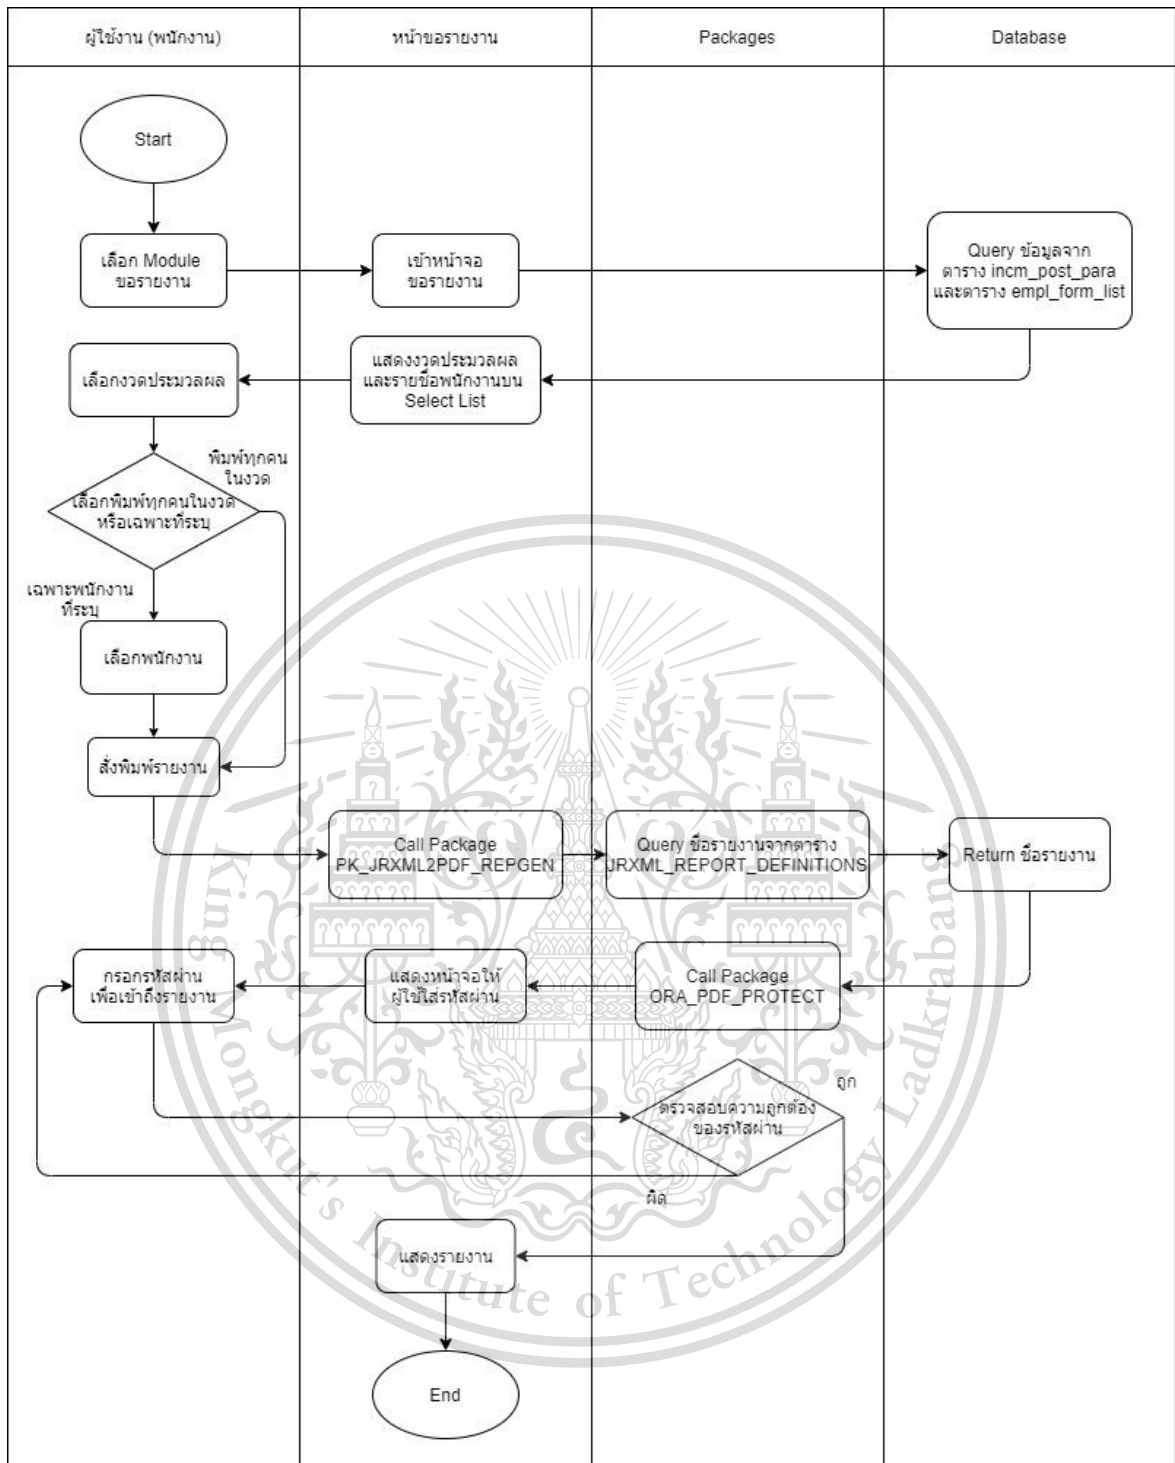 ผู้ใช้งาน (พนักงาน)
หน้าขอรายงาน
Packages
Database
Start
เลือก Module
ขอรายงาน
เข้าหน้าจอ
ขอรายงาน
Query ข้อมูลจาก
ตาราง incm_post_para
และตาราง empl_form_list
เลือกงวดประมวลผล
แสดงงวดประมวลผล
และรายชื่อพนักงานบน
Select List
พิมพ์ทุกคน
ในงวด
เลือกพิมพ์ทุกคนในงวด
หรือเฉพาะที่ระบุ
เฉพาะพนักงาน
ที่ระบุ
เลือกพนักงาน
สั่งพิมพ์รายงาน
Call Package
PK_JRXML2PDF_REPGEN
Query ชื่อรายงานจากตาราง
JRXML_REPORT_DEFINITIONS
Return ชื่อรายงาน
กรอกรหัสผ่าน
เพื่อเข้าถึงรายงาน
แสดงหน้าจอให้
ผู้ใช้ใส่รหัสผ่าน
Call Package
ORA_PDF_PROTECT
ถูก
ตรวจสอบความถูกต้อง
ของรหัสผ่าน
ผิด
แสดงรายงาน
End
King Mongkut's Institute of Technology Ladkrabang